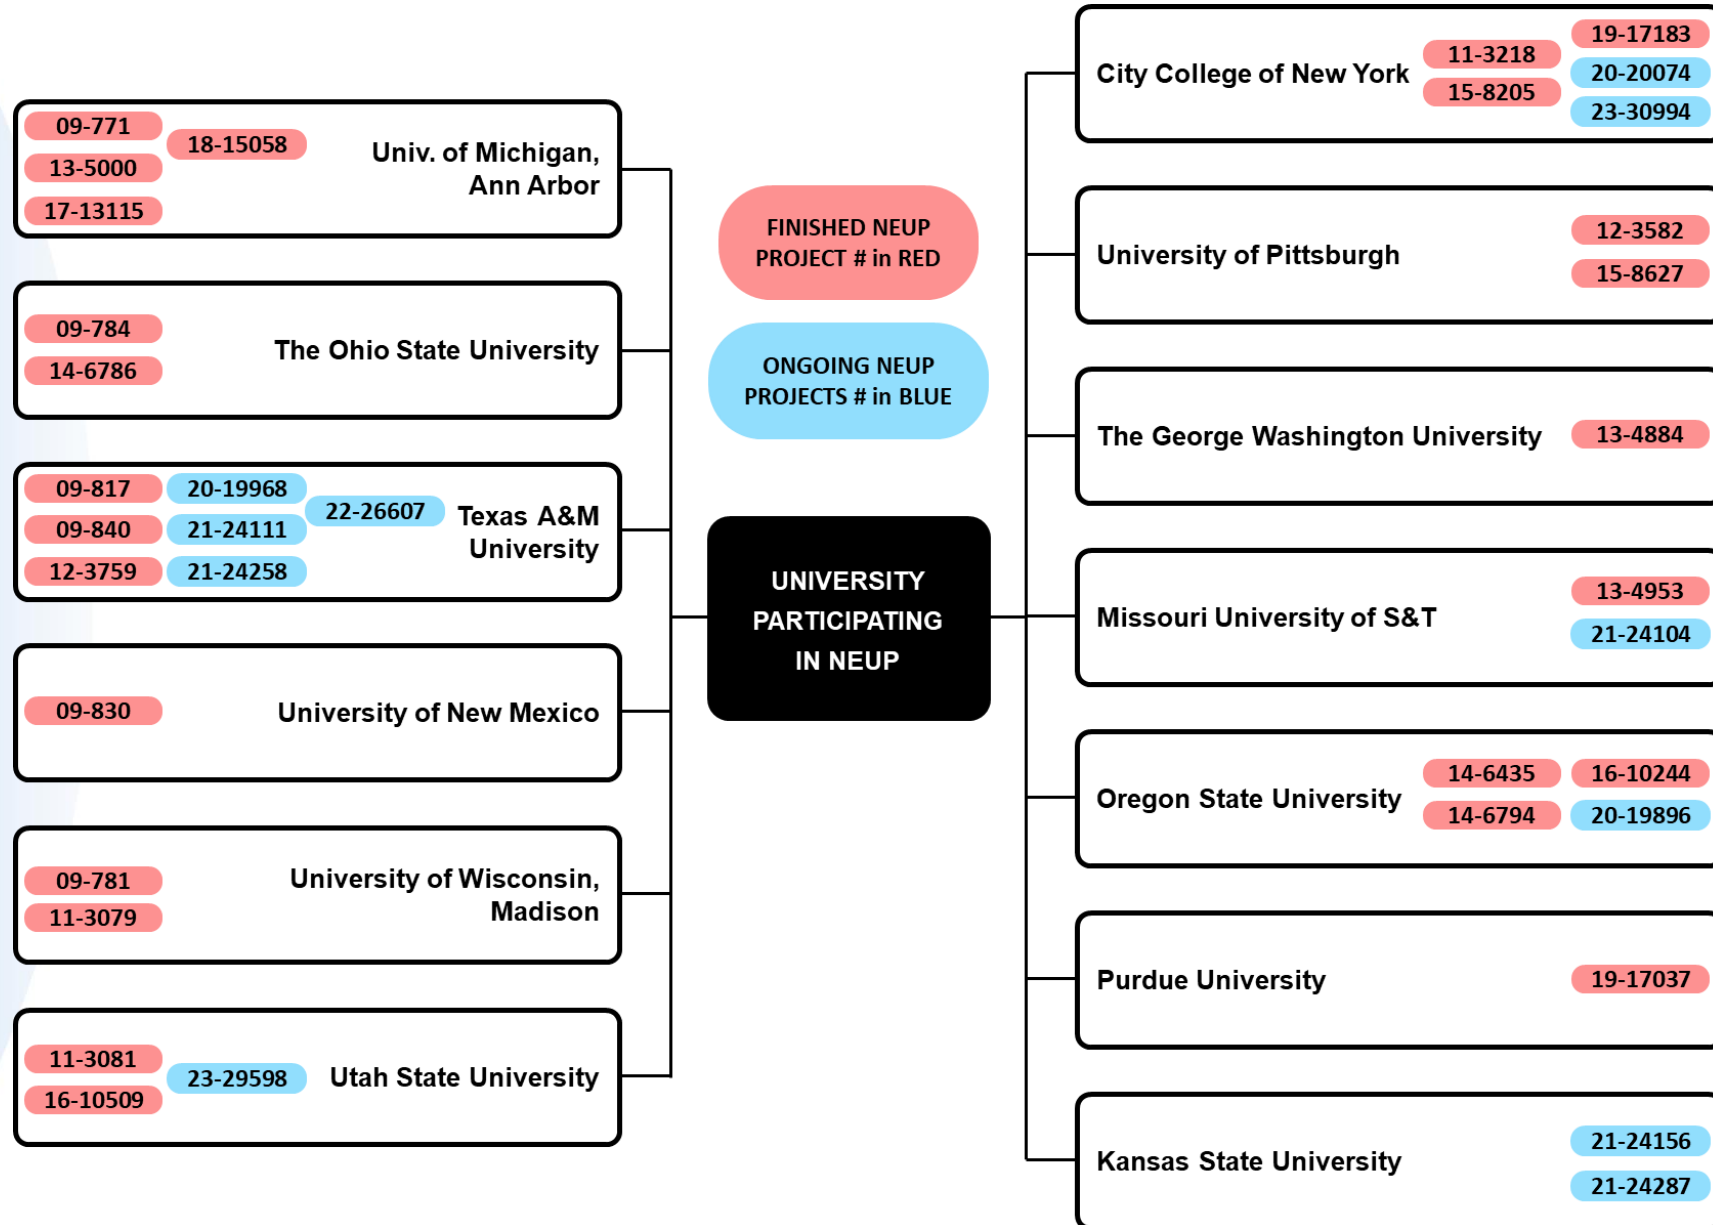 09-771
18-15058
13-5000
17-13115
Univ. of Michigan,
Ann Arbor
09-784
14-6786
The Ohio State University
09-817
20-19968
22-26607
09-840
21-24111
12-3759
21-24258
Texas A&M
University
09-830
University of New Mexico
09-781
11-3079
University of Wisconsin,
Madison
11-3081
16-10509
23-29598
Utah State University
FINISHED NEUP
PROJECT # in RED
ONGOING NEUP
PROJECTS # in BLUE
UNIVERSITY
PARTICIPATING
IN NEUP
City College of New York
11-3218
15-8205
19-17183
20-20074
23-30994
University of Pittsburgh
12-3582
15-8627
The George Washington University
13-4884
Missouri University of S&T
13-4953
21-24104
Oregon State University
14-6435
16-10244
14-6794
20-19896
Purdue University
19-17037
Kansas State University
21-24156
21-24287